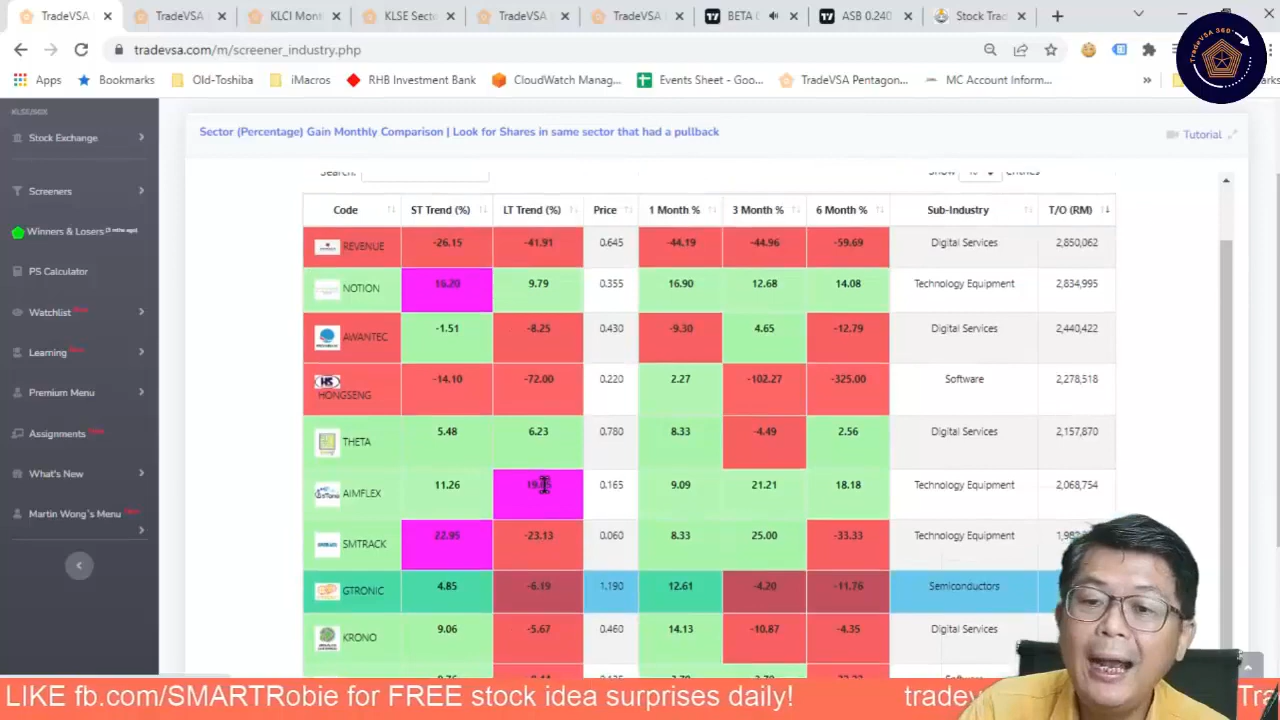 TradeVS
TradeVSA
KLCI Mont
KLSE Secto
TradeVSA
TradeVSA
BETA
ASB 0.240
Stock Trac
tradevsa.com/m/screener_industry.php
TradeVSA 360°
Apps
Bookmarks
Old-Toshiba
iMacros
RHB Investment Bank
CloudWatch Manag...
Events Sheet - Goo...
TradeVSA Pentagon...
MC Account Inform...
»
KLSE/SGX
Stock Exchange
Screeners
Winners & Losers (3 mths ago)
PS Calculator
Watchlist
Learning
Premium Menu
Assignments
What's New
Martin Wong's Menu
Sector (Percentage) Gain Monthly Comparison | Look for Shares in same sector that had a pullback
Tutorial
Search:
Show
entries
Code ST Trend (%) LT Trend (%) Price 1 Month % 3 Month % 6 Month % Sub-Industry T/O (RM)
REVENUE -26.15 -41.91 0.645 -44.19 -44.96 -59.69 Digital Services 2,850,062
NOTION 16.20 9.79 0.355 16.90 12.68 14.08 Technology Equipment 2,834,995
AWANTEC -1.51 -8.25 0.430 -9.30 4.65 -12.79 Digital Services 2,440,422
HONGSENG -14.10 -72.00 0.220 2.27 -102.27 -325.00 Software 2,278,518
THETA 5.48 6.23 0.780 8.33 -4.49 2.56 Digital Services 2,157,870
AIMFLEX 11.26 0.165 9.09 21.21 18.18 Technology Equipment 2,068,754
SMTRACK 22.95 -23.13 0.060 8.33 25.00 -33.33 Technology Equipment
GTRONIC 4.85 -6.19 1.190 12.61 -4.20 -11.76 Semiconductors
KRONO 9.06 -5.67 0.460 14.13 -10.87 -4.35 Digital Services
LIKE fb.com/SMARTRobie for FREE stock idea surprises daily!
tradev